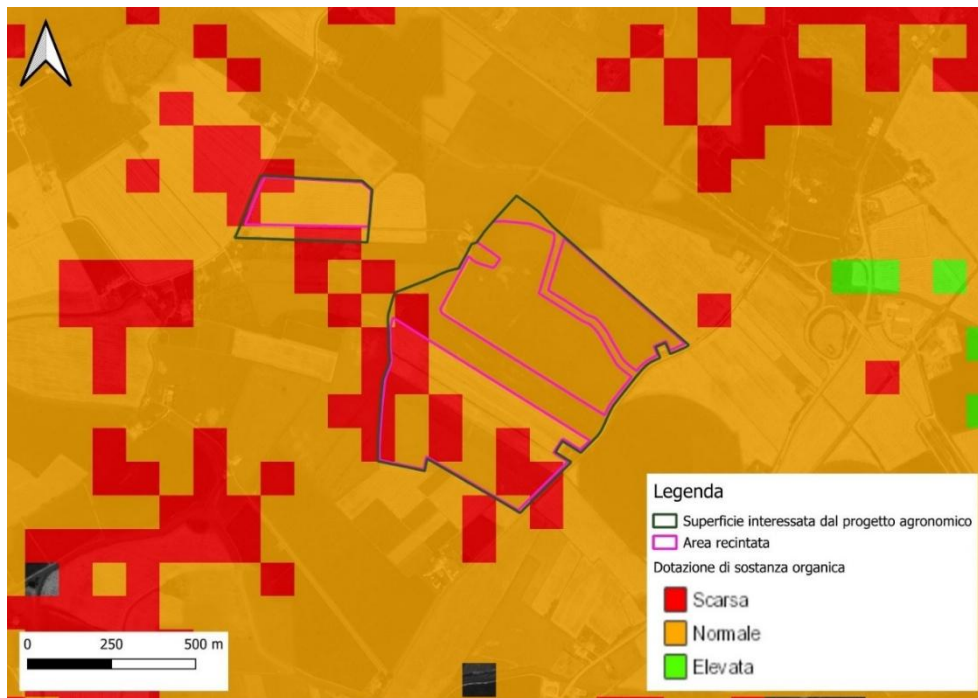 Legenda
Superficie interessata dal progetto agronomico
Area recintata
Dotazione di sostanza organica
Scarsa
Normale
Elevata
0 250 500 m